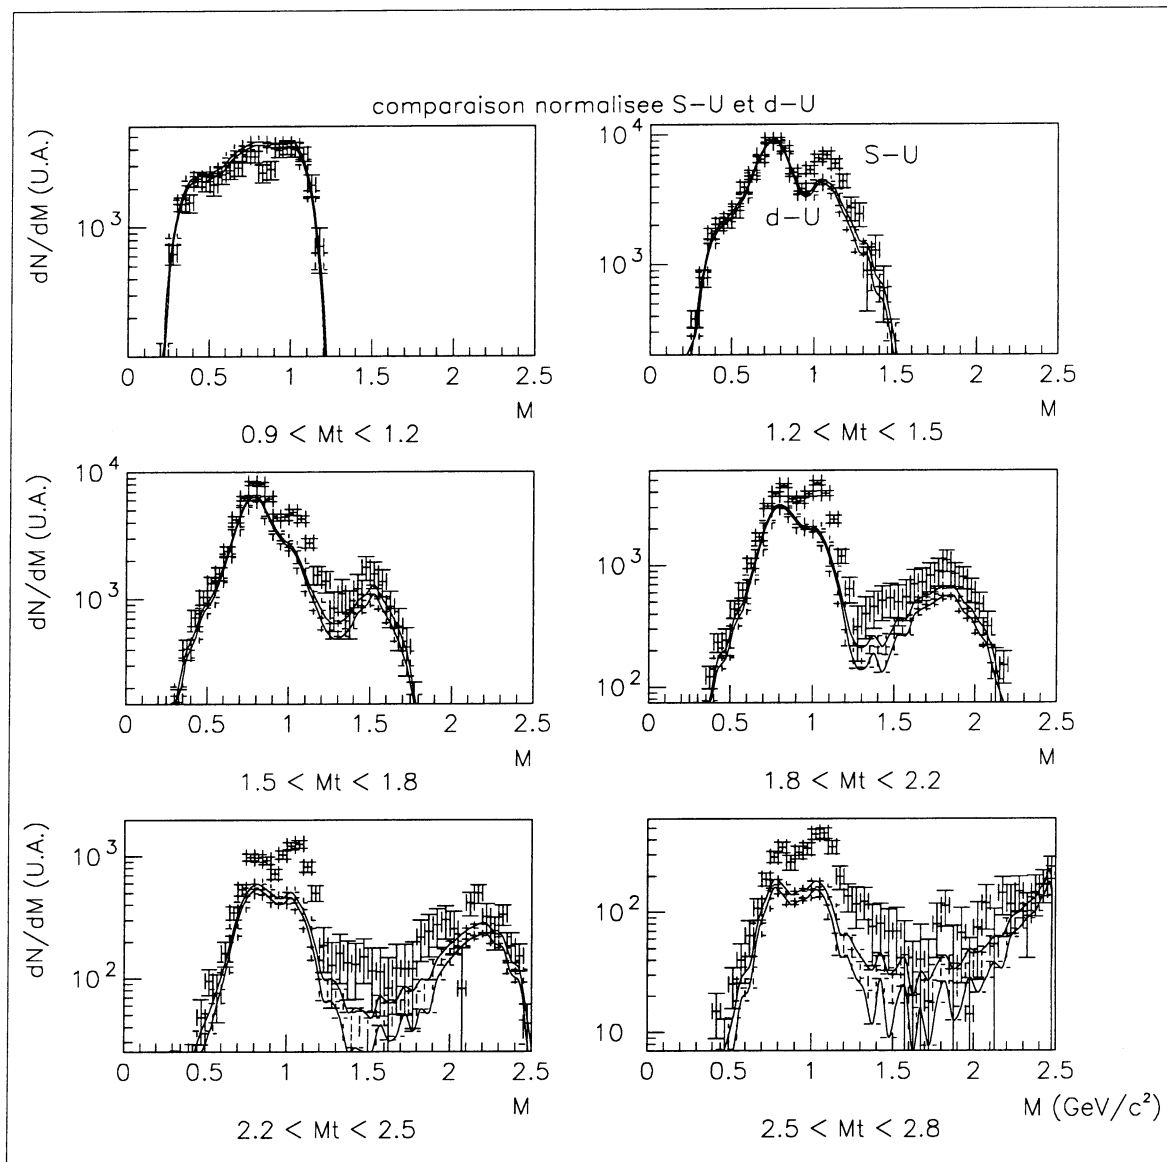 comparaison normalisee S-U et d-U
dN/dM (U.A.)
10^3
0 0.5 1 1.5 2 2.5
M
0.9 < Mt < 1.2
10^4
10^3
S-U
d-U
0 0.5 1 1.5 2 2.5
M
1.2 < Mt < 1.5
dN/dM (U.A.)
10^4
10^3
0 0.5 1 1.5 2 2.5
M
1.5 < Mt < 1.8
10^3
10^2
0 0.5 1 1.5 2 2.5
M
1.8 < Mt < 2.2
dN/dM (U.A.)
10^3
10^2
0 0.5 1 1.5 2 2.5
M
2.2 < Mt < 2.5
10^2
10
0 0.5 1 1.5 2 2.5
M (GeV/c^2)
2.5 < Mt < 2.8